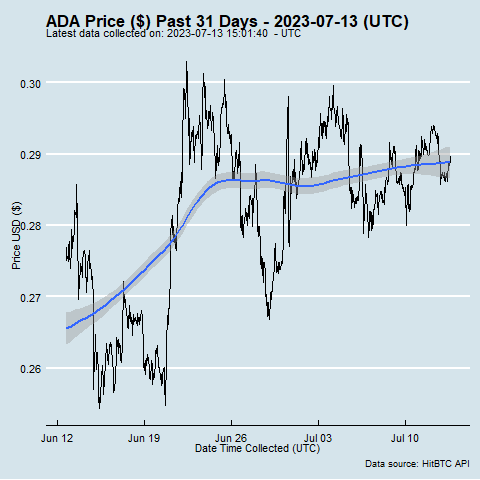 ADA Price ($) Past 31 Days - 2023-07-13 (UTC)
Latest data collected on: 2023-07-13 15:01:40 - UTC
0.30
0.29
0.28
0.27
0.26
Price USD ($)
Jun 12 Jun 19 Jun 26 Jul 03 Jul 10
Date Time Collected (UTC)
Data source: HitBTC API